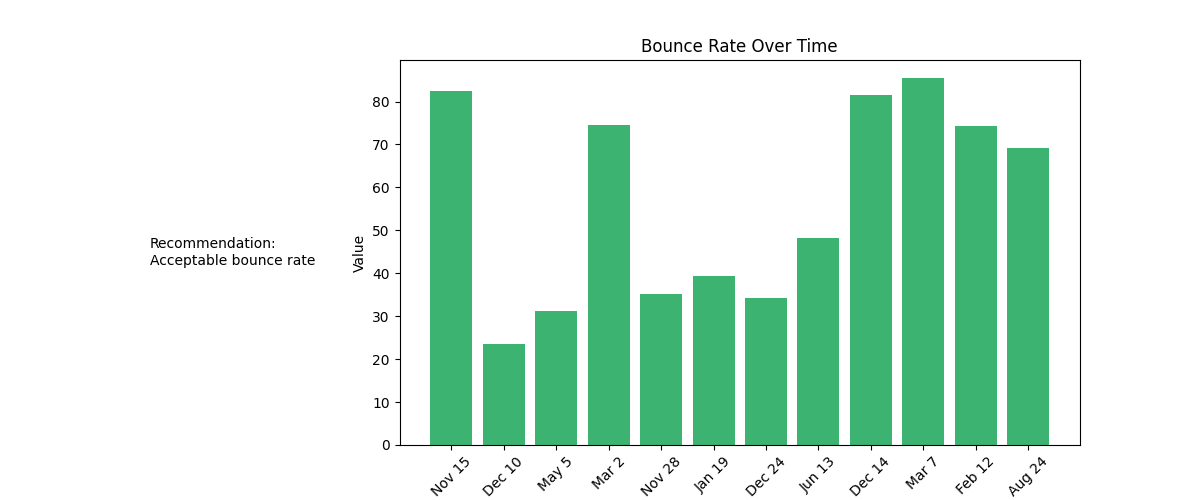 Bounce Rate Over Time
Recommendation:
Acceptable bounce rate
Value
80
70
60
50
40
30
20
10
0
Nov 15
Dec 10
May 5
Mar 2
Nov 28
Jan 19
Dec 24
Jun 13
Dec 14
Mar 7
Feb 12
Aug 24